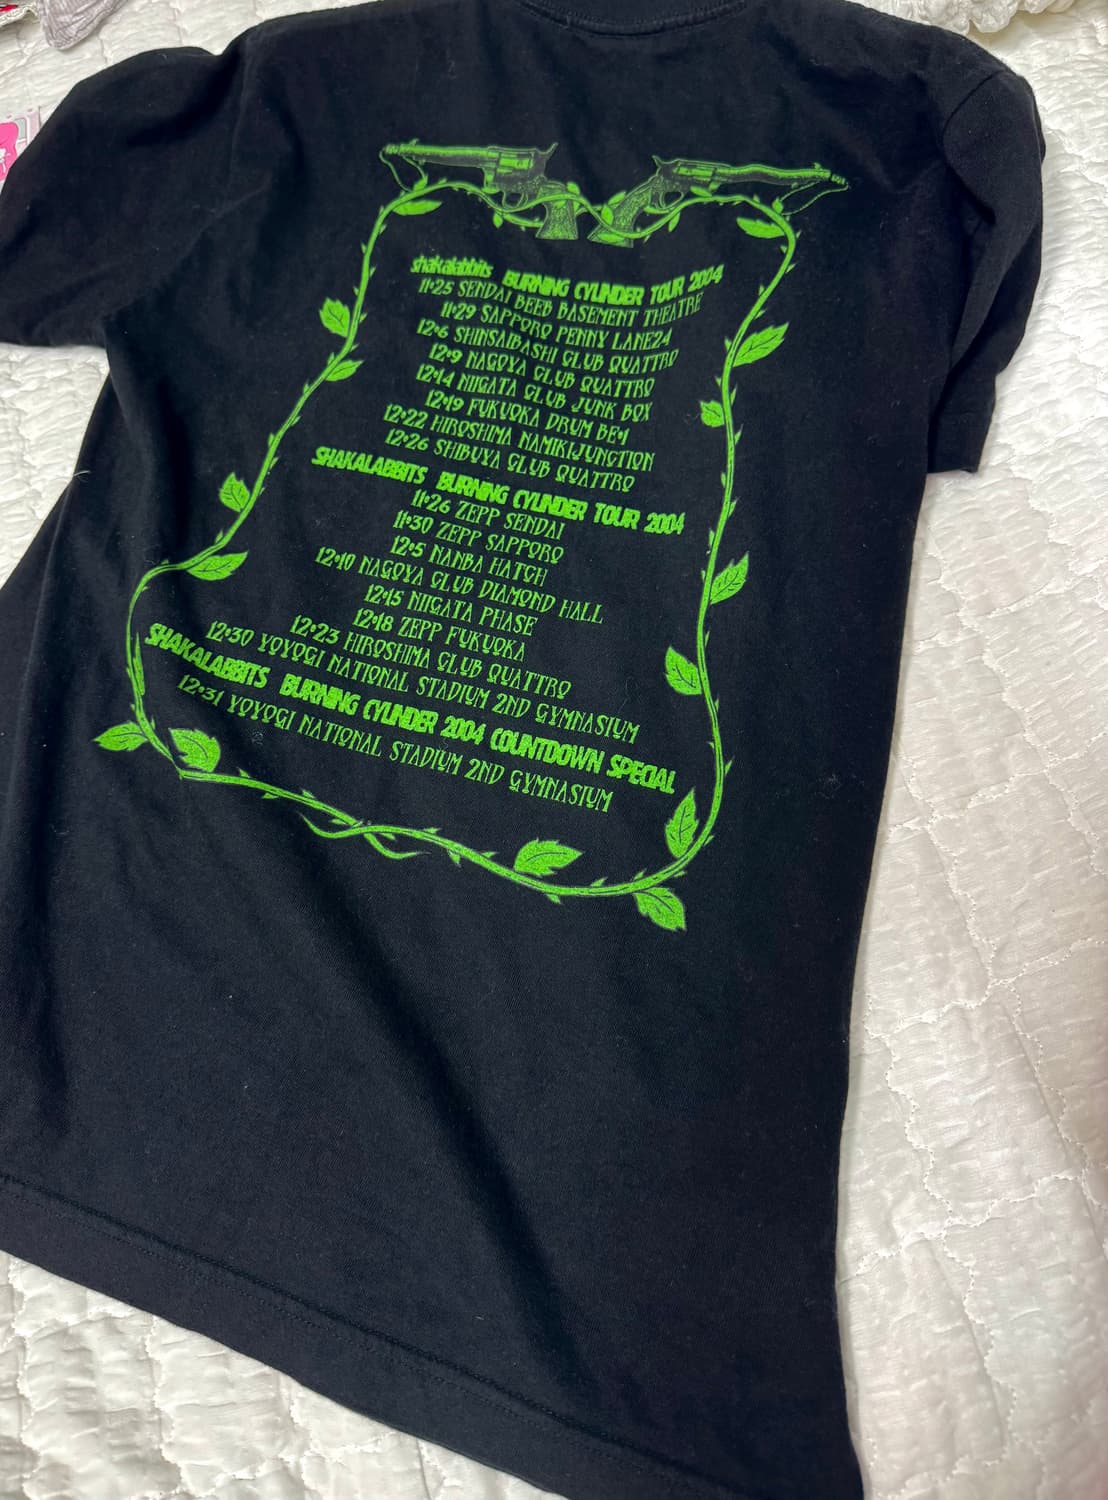 shakalabbits BURNING CYLINDER TOUR 2004
11•25 SENDAI BEEB BASEMENT THEATRE
11•29 SAPPORO PENNY LANE24
12•6 SHINSAIBASHI CLUB QUATTRO
12•9 NAGOYA CLUB QUATTRO
12•14 NIIGATA CLUB JUNK BOX
12•19 FUKUOKA DRUM BE•1
12•22 HIROSHIMA NAMIKIJUNCTION
12•26 SHIBUYA CLUB QUATTRO
SHAKALABBITS BURNING CYLINDER TOUR 2004
11•26 ZEPP SENDAI
11•30 ZEPP SAPPORO
12•5 NANBA HATCH
12•10 NAGOYA CLUB DIAMOND HALL
12•15 NIIGATA PHASE
12•18 ZEPP FUKUOKA
12•23 HIROSHIMA CLUB QUATTRO
12•30 YOYOGI NATIONAL STADIUM 2ND GYMNASIUM
SHAKALABBITS BURNING CYLINDER 2004 COUNTDOWN SPECIAL
12•31 YOYOGI NATIONAL STADIUM 2ND GYMNASIUM